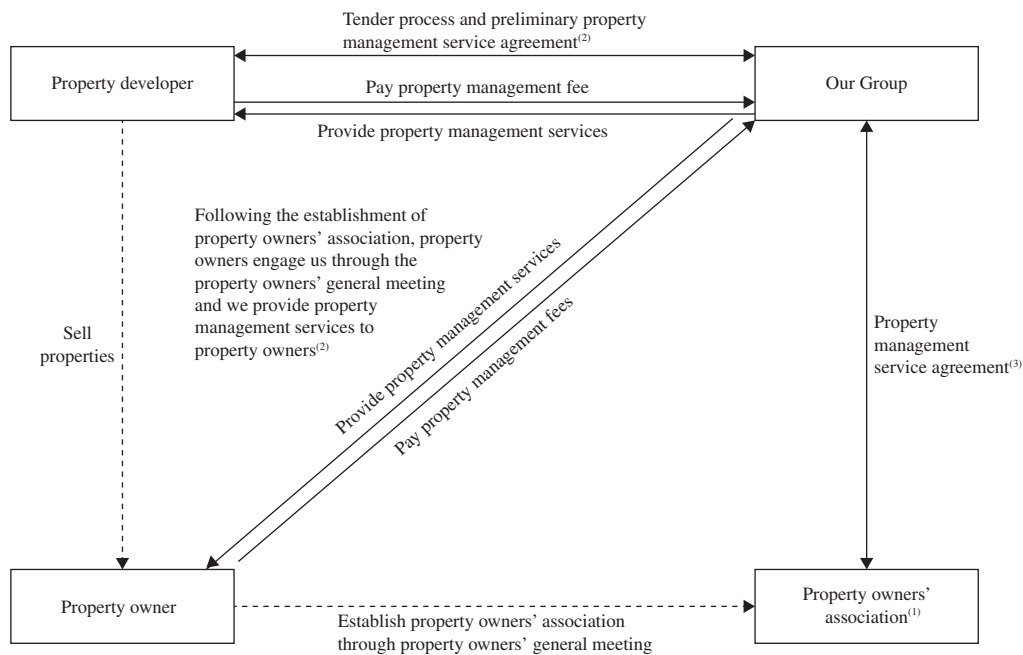 Tender process and preliminary property
management service agreement(2)
Property developer
Our Group
Pay property management fee
Provide property management services
Following the establishment of
property owners’ association, property
owners engage us through the
property owners’ general meeting
and we provide property
management services to
property owners(2)
Sell
properties
Provide property management services
Pay property management fees
Property
management
service agreement(3)
Property owner
Property owners’
association(1)
Establish property owners’ association
through property owners’ general meeting